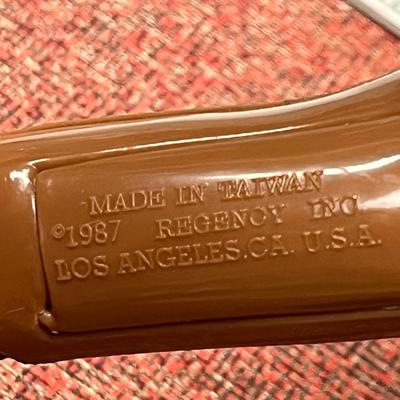 MADE IN TAIWAN
©1987 REGENCY INC
LOS ANGELES.CA. U.S.A.